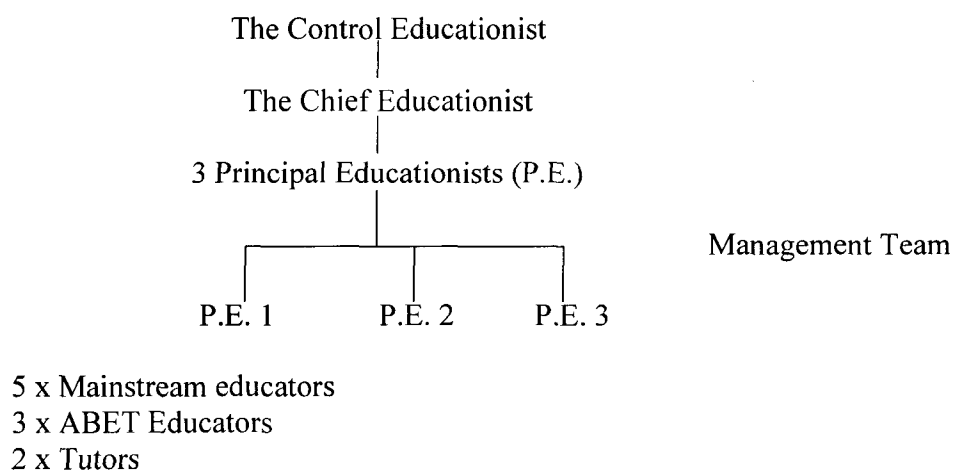 The Control Educationist
The Chief Educationist
3 Principal Educationists (P.E.)
Management Team
P.E. 1 P.E. 2 P.E. 3
5 x Mainstream educators
3 x ABET Educators
2 x Tutors